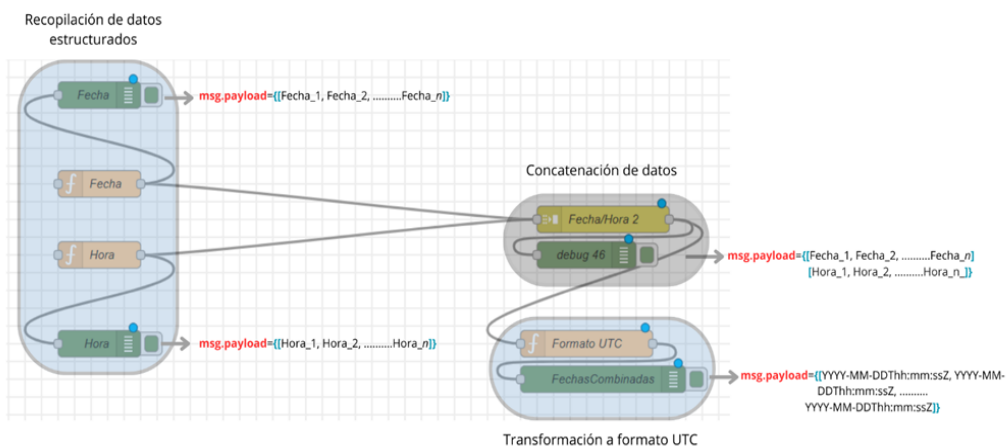 Recopilación de datos
estructurados
Fecha
msg.payload={[Fecha_1, Fecha_2, ..........Fecha_n]}
Fecha
Hora
Hora
msg.payload={[Hora_1, Hora_2, ..........Hora_n]}
Concatenación de datos
Fecha/Hora 2
debug 46
msg.payload={[Fecha_1, Fecha_2, ..........Fecha_n]
[Hora_1, Hora_2, ..........Hora_n_]}
Formato UTC
FechasCombinadas
msg.payload={[YYYY-MM-DDThh:mm:ssZ, YYYY-MM-
DDThh:mm:ssZ, ..........
YYYY-MM-DDThh:mm:ssZ]}
Transformación a formato UTC